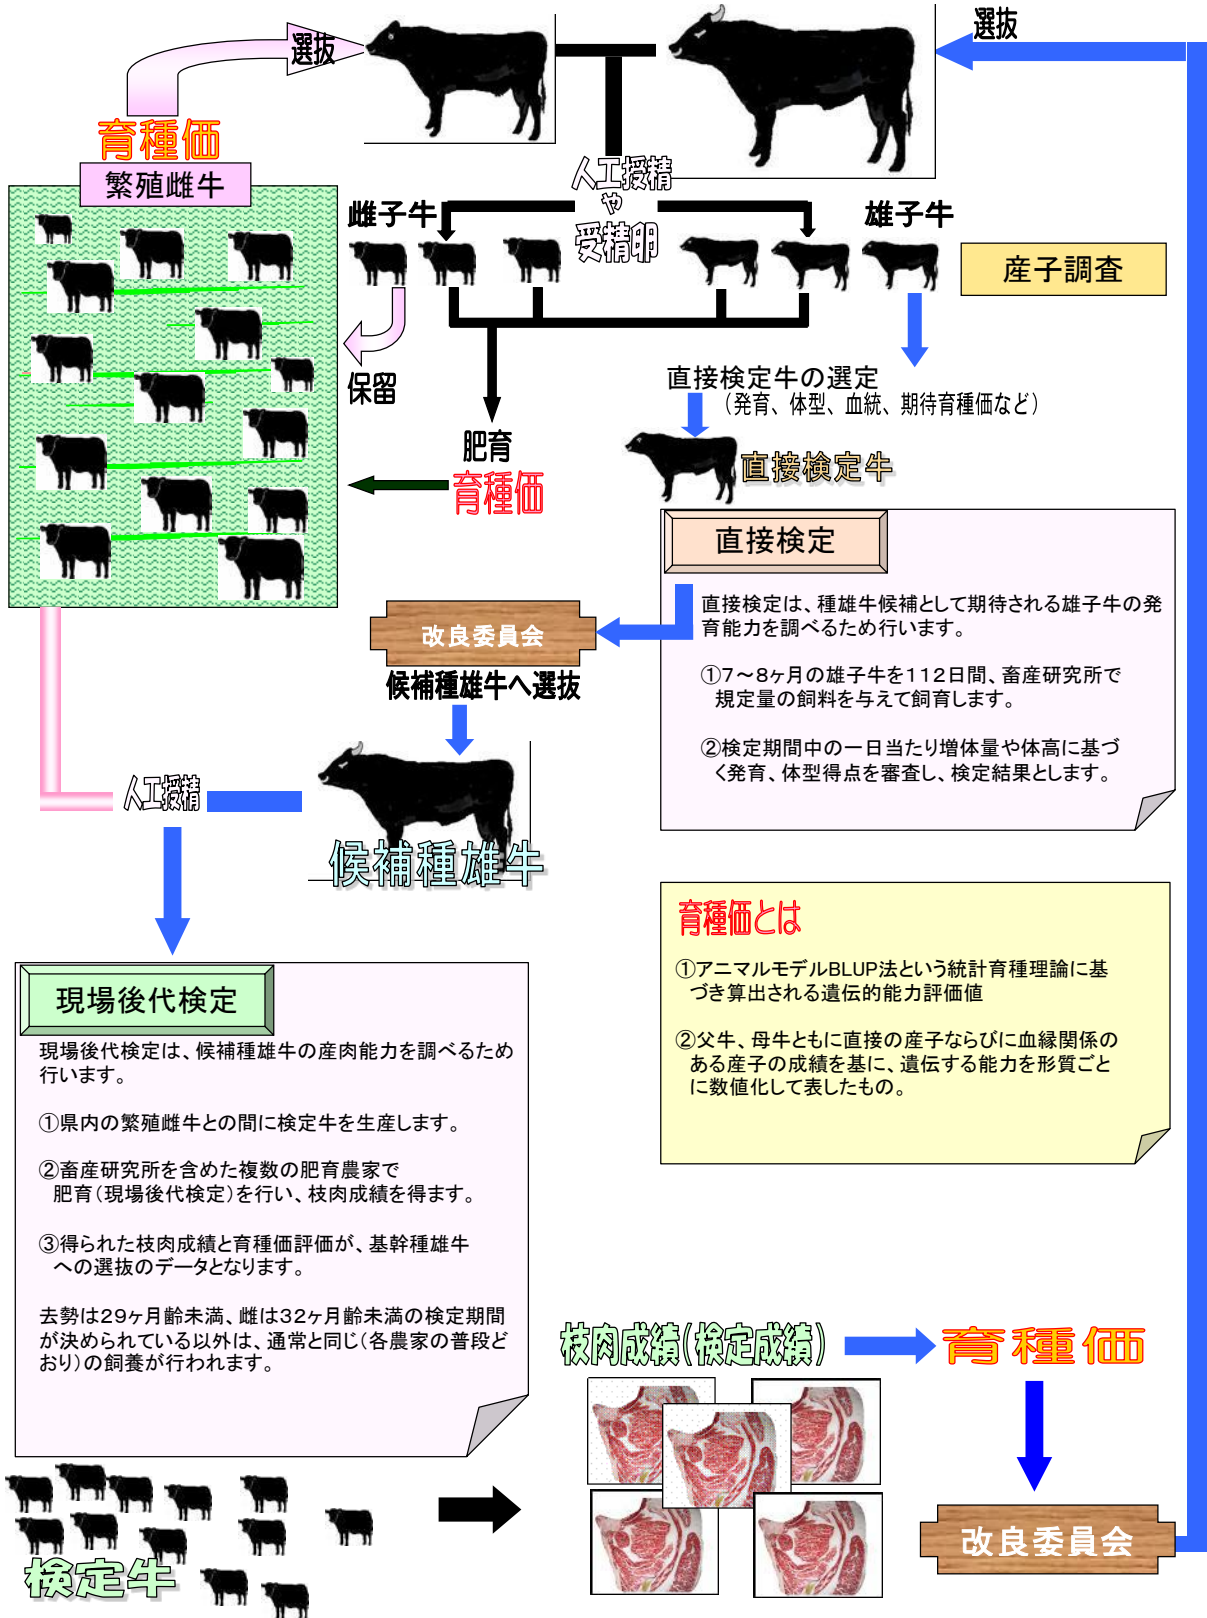 選抜
選抜
育種価
繁殖雌牛
人工授精
や
受精卵
雌子牛
雄子牛
産子調査
保留
肥育
育種価
直接検定牛の選定
（発育、体型、血統、期待育種価など）
直接検定牛
直接検定
直接検定は、種雄牛候補として期待される雄子牛の発
育能力を調べるため行います。
①7～8ヶ月の雄子牛を112日間、畜産研究所で
規定量の飼料を与えて飼育します。
②検定期間中の一日当たり増体量や体高に基づ
く発育、体型得点を審査し、検定結果とします。
改良委員会
候補種雄牛へ選抜
人工授精
候補種雄牛
育種価とは
①アニマルモデルBLUP法という統計育種理論に基
づき算出される遺伝的能力評価値
②父牛、母牛ともに直接の産子ならびに血縁関係の
ある産子の成績を基に、遺伝する能力を形質ごと
に数値化して表したもの。
現場後代検定
現場後代検定は、候補種雄牛の産肉能力を調べるため
行います。
①県内の繁殖雌牛との間に検定牛を生産します。
②畜産研究所を含めた複数の肥育農家で
肥育（現場後代検定）を行い、枝肉成績を得ます。
③得られた枝肉成績と育種価評価が、基幹種雄牛
への選抜のデータとなります。
去勢は29ヶ月齢未満、雌は32ヶ月齢未満の検定期間
が決められている以外は、通常と同じ（各農家の普段ど
おり）の飼養が行われます。
枝肉成績（検定成績）
育種価
検定牛
改良委員会